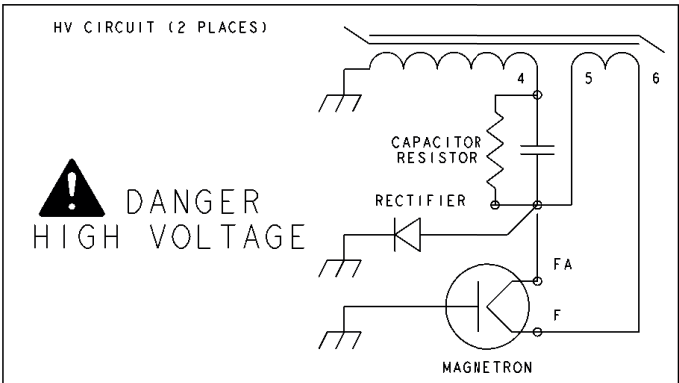 HV CIRCUIT (2 PLACES)
4
5
6
CAPACITOR
RESISTOR
RECTIFIER
DANGER
HIGH VOLTAGE
FA
F
MAGNETRON